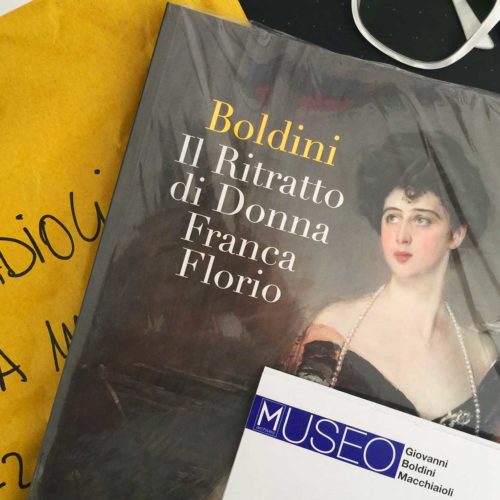 Boldini
Il Ritratto
di Donna
Franca
Florio
MUSEO
Giovanni
Boldini
Macchiaioli